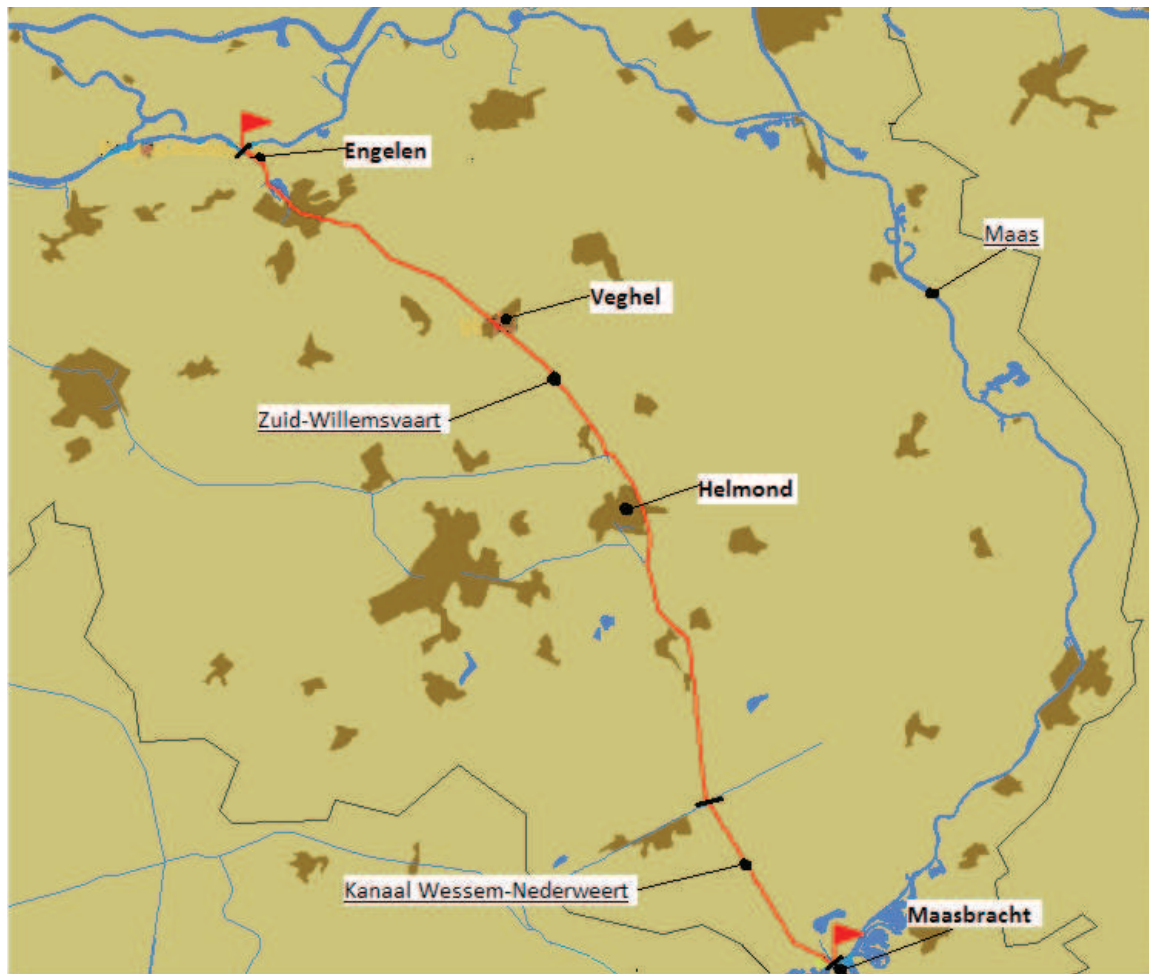 Engelen
Maas
Veghel
Zuid-Willemsvaart
Helmond
Kanaal Wessem-Nederweert
Maasbracht